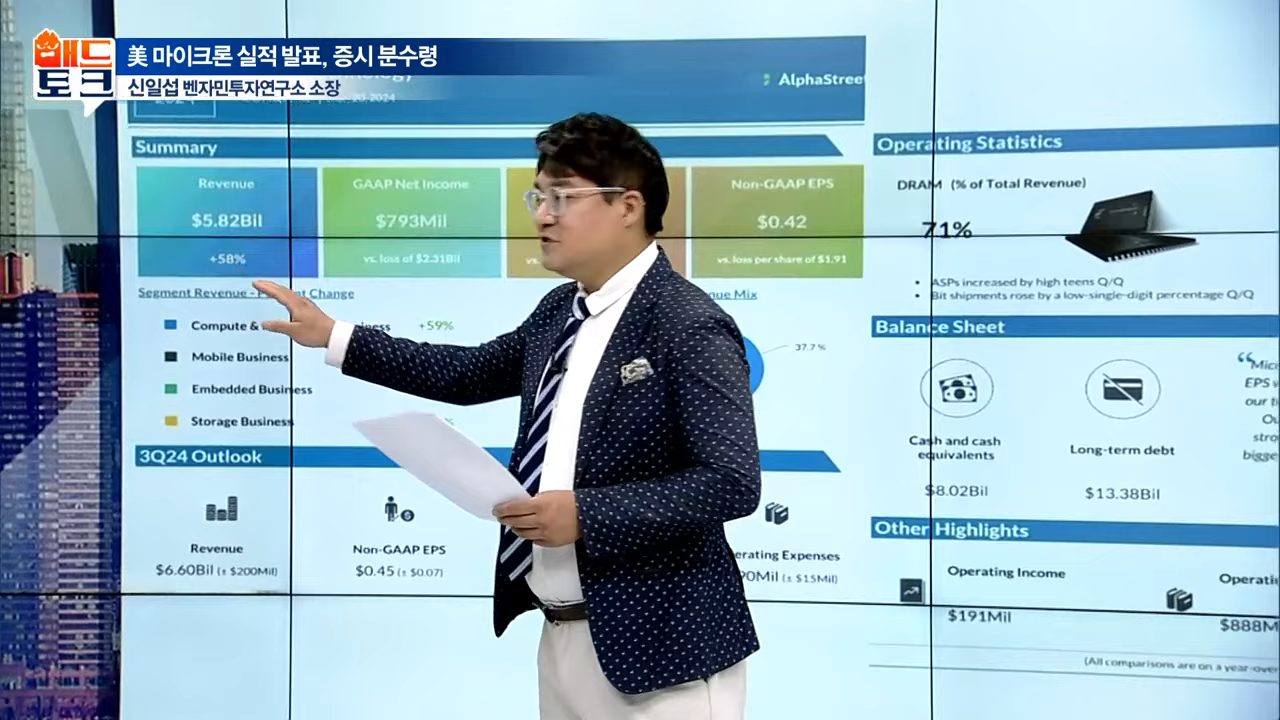 해드
토크
美 마이크론 실적 발표, 증시 분수령
신일섭 벤자민투자연구소 소장
AlphaStreet
Summary
Revenue
$5.82Bil
+58%
GAAP Net Income
$793Mil
vs. loss of $2.31Bil
Non-GAAP EPS
$0.42
vs. loss per share of $1.91
Segment Revenue - Change
Compute & +59%
Mobile Business
Embedded Business
Storage Business
Mix
37.7%
3Q24 Outlook
Revenue
$6.60Bil (± $200Mil)
Non-GAAP EPS
$0.45 (± $0.07)
Expenses
(± $15Mil)
Operating Statistics
DRAM (% of Total Revenue)
71%
• ASPs increased by high teens Q/Q
• Bit shipments rose by a low-single-digit percentage Q/Q
Balance Sheet
Cash and cash
equivalents
$8.02Bil
Long-term debt
$13.38Bil
EPS
our
Other Highlights
Operating Income
$191Mil
$888M
(All comparisons are on a